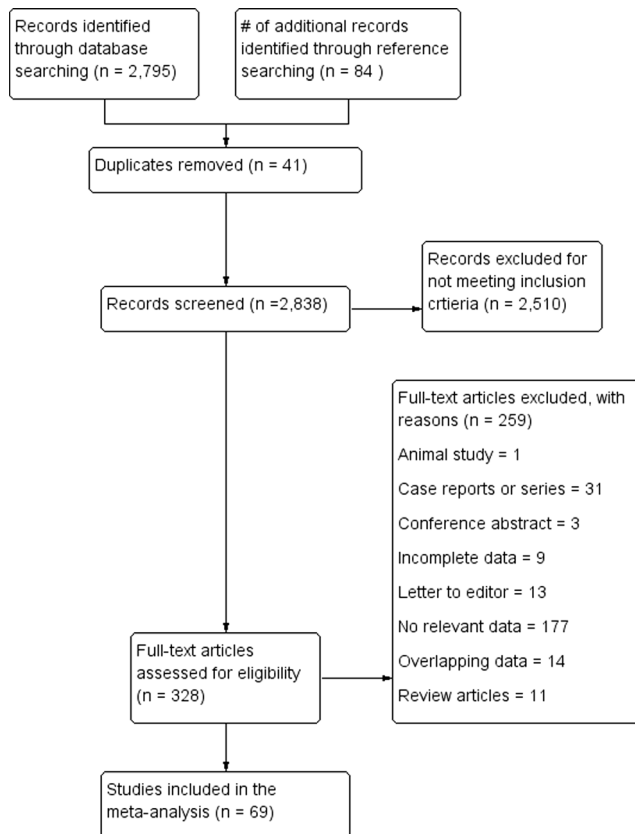 Records identified
through database
searching (n = 2,795)
# of additional records
identified through reference
searching (n = 84 )
Duplicates removed (n = 41)
Records screened (n =2,838)
Records excluded for
not meeting inclusion
crtieria (n = 2,510)
Full-text articles excluded, with
reasons (n = 259)
Animal study = 1
Case reports or series = 31
Conference abstract = 3
Incomplete data = 9
Letter to editor = 13
No relevant data = 177
Overlapping data = 14
Review articles = 11
Full-text articles
assessed for eligibility
(n = 328)
Studies included in the
meta-analysis (n = 69)